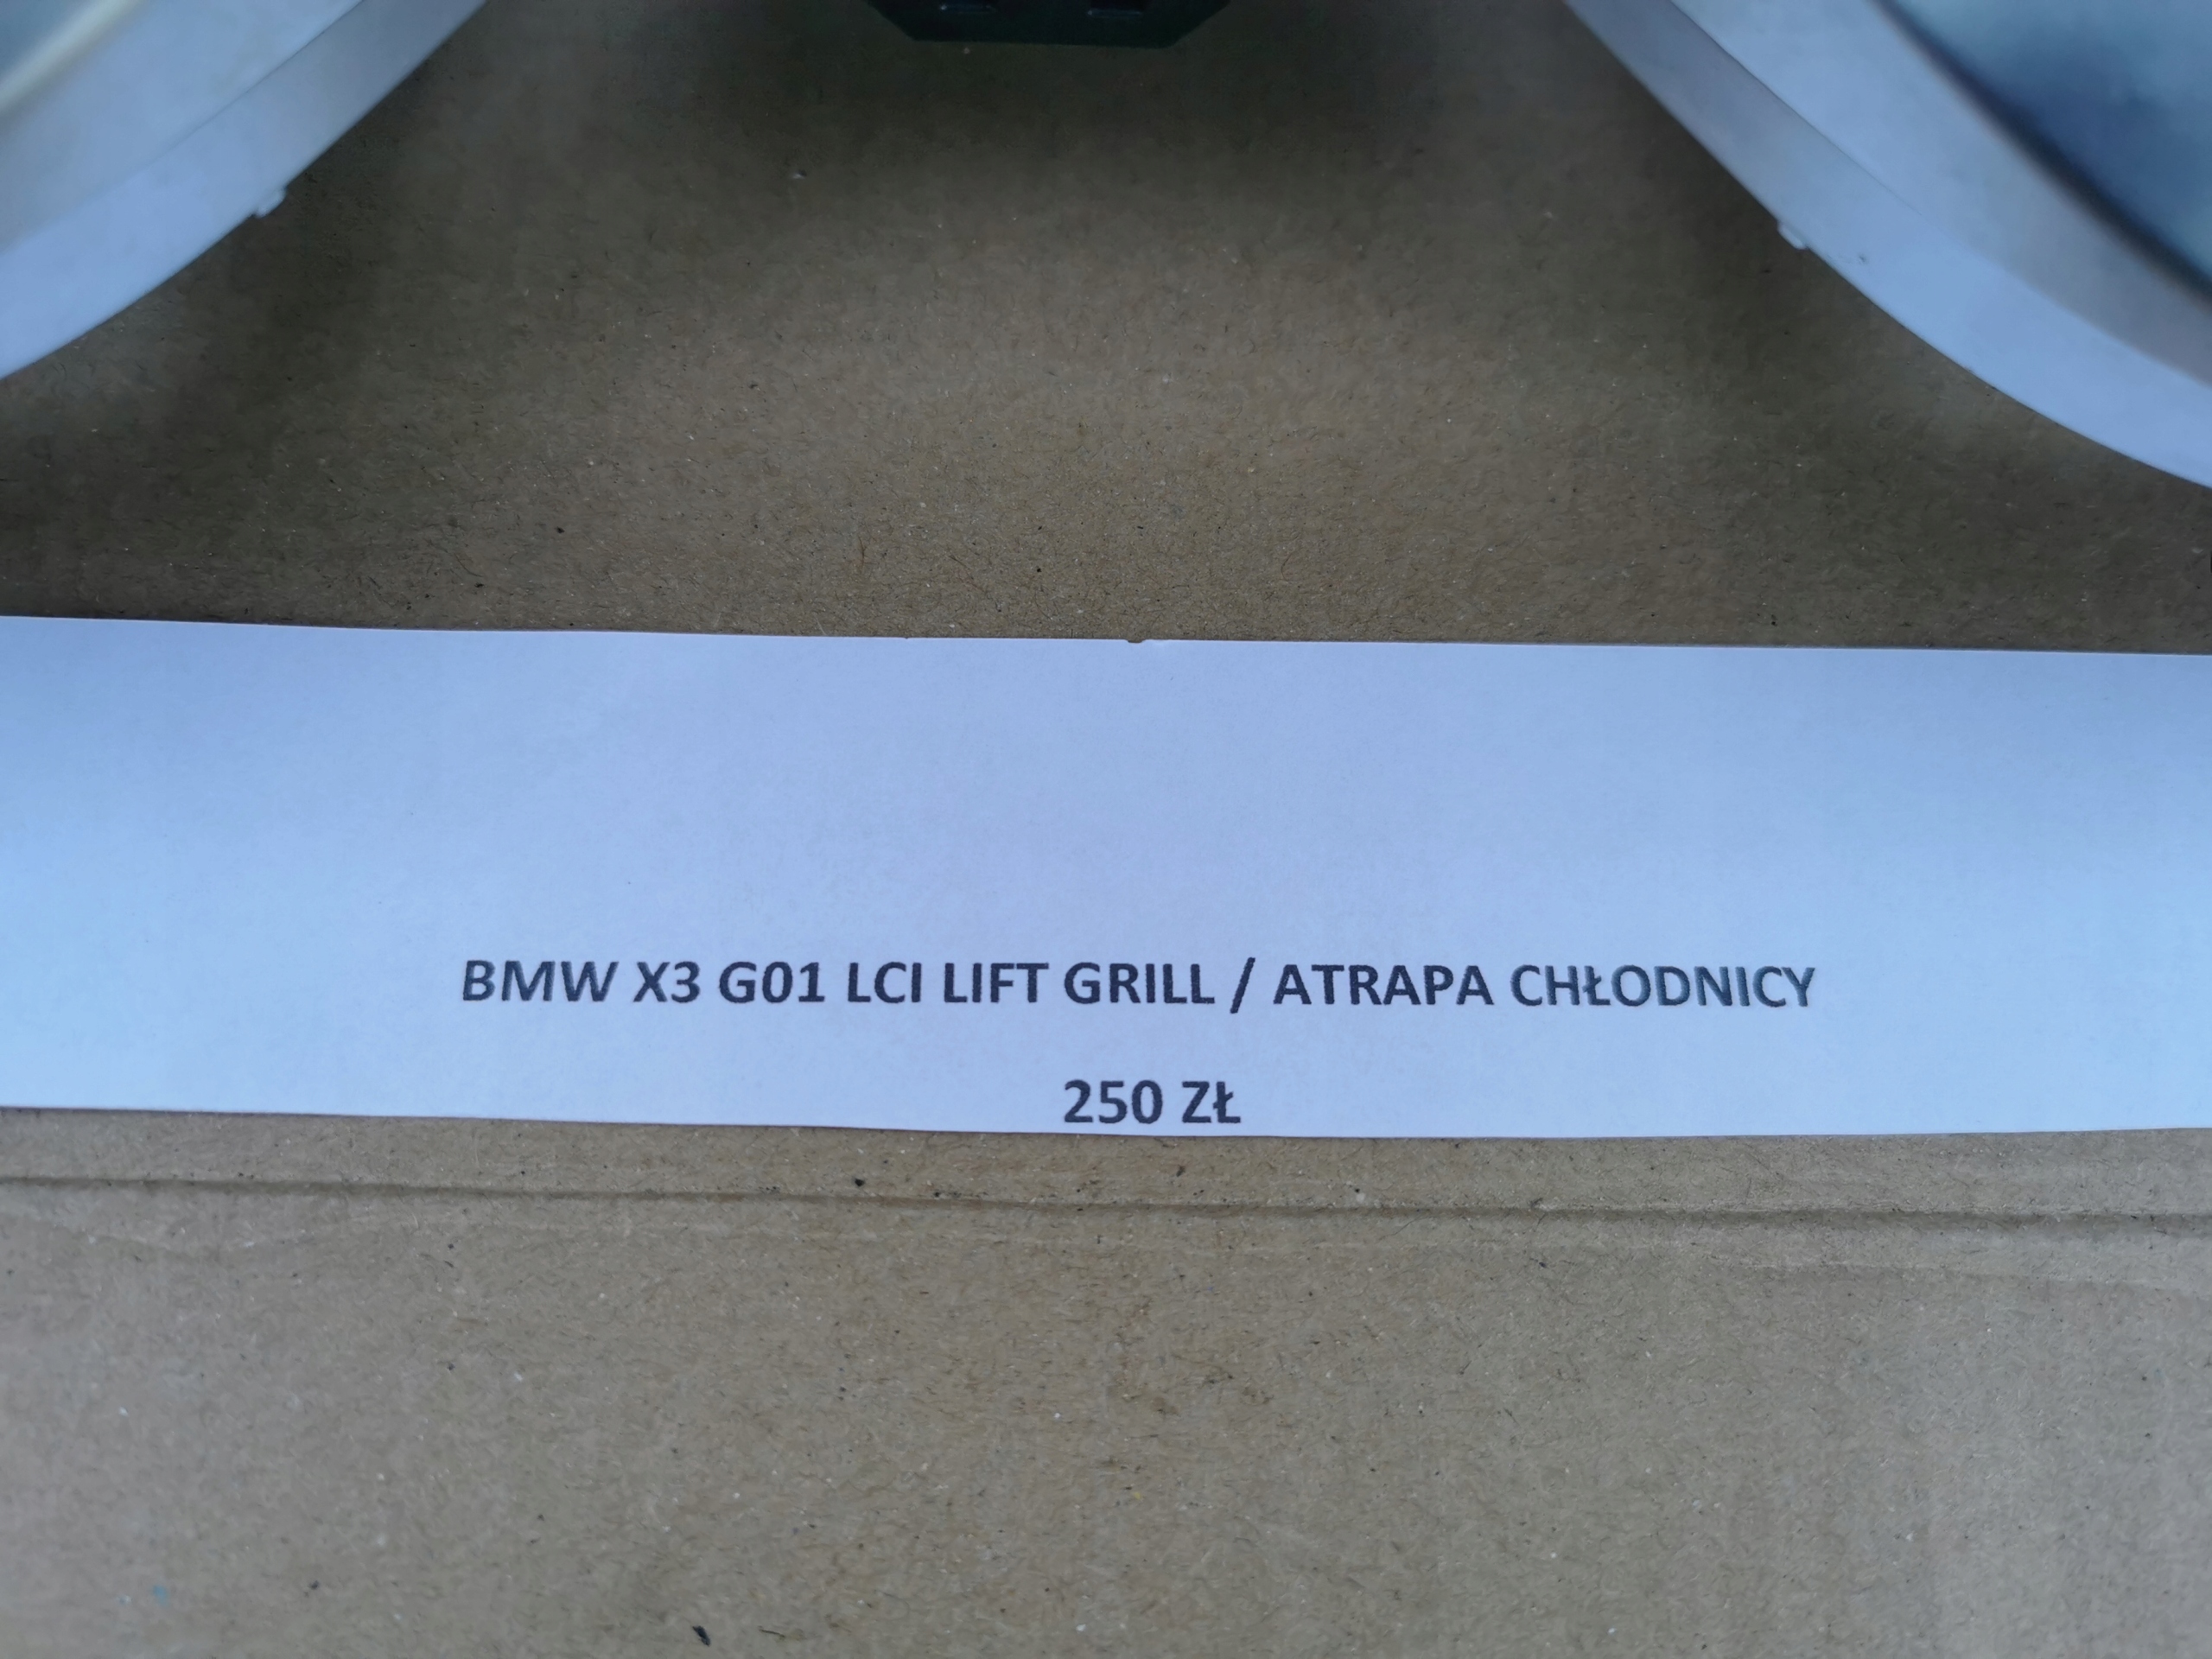 BMW X3 G01 LCI LIFT GRILL / ATRAPA CHŁODNICY
250 ZŁ